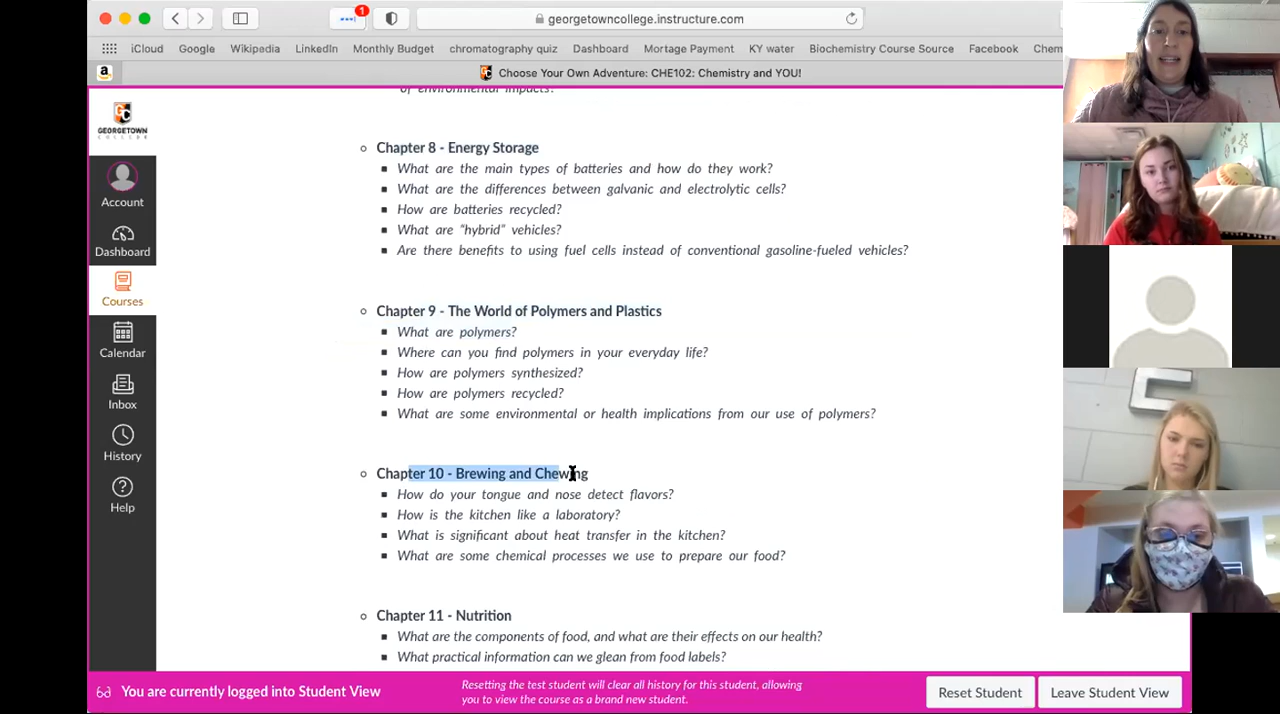 1
georgetowncollege.instructure.com
iCloud Google Wikipedia LinkedIn Monthly Budget chromatography quiz Dashboard Mortage Payment KY water Biochemistry Course Source Facebook Chem
a GC Choose Your Own Adventure: CHE102: Chemistry and YOU!
of environmental impacts?
GEORGETOWN
COLLEGE
Account
Dashboard
Courses
Calendar
Inbox
History
Help
Chapter 8 - Energy Storage
What are the main types of batteries and how do they work?
What are the differences between galvanic and electrolytic cells?
How are batteries recycled?
What are "hybrid" vehicles?
Are there benefits to using fuel cells instead of conventional gasoline-fueled vehicles?
Chapter 9 - The World of Polymers and Plastics
What are polymers?
Where can you find polymers in your everyday life?
How are polymers synthesized?
How are polymers recycled?
What are some environmental or health implications from our use of polymers?
Chapter 10 - Brewing and Chewing
How do your tongue and nose detect flavors?
How is the kitchen like a laboratory?
What is significant about heat transfer in the kitchen?
What are some chemical processes we use to prepare our food?
Chapter 11 - Nutrition
What are the components of food, and what are their effects on our health?
What practical information can we glean from food labels?
You are currently logged into Student View
Resetting the test student will clear all history for this student, allowing
you to view the course as a brand new student.
Reset Student
Leave Student View